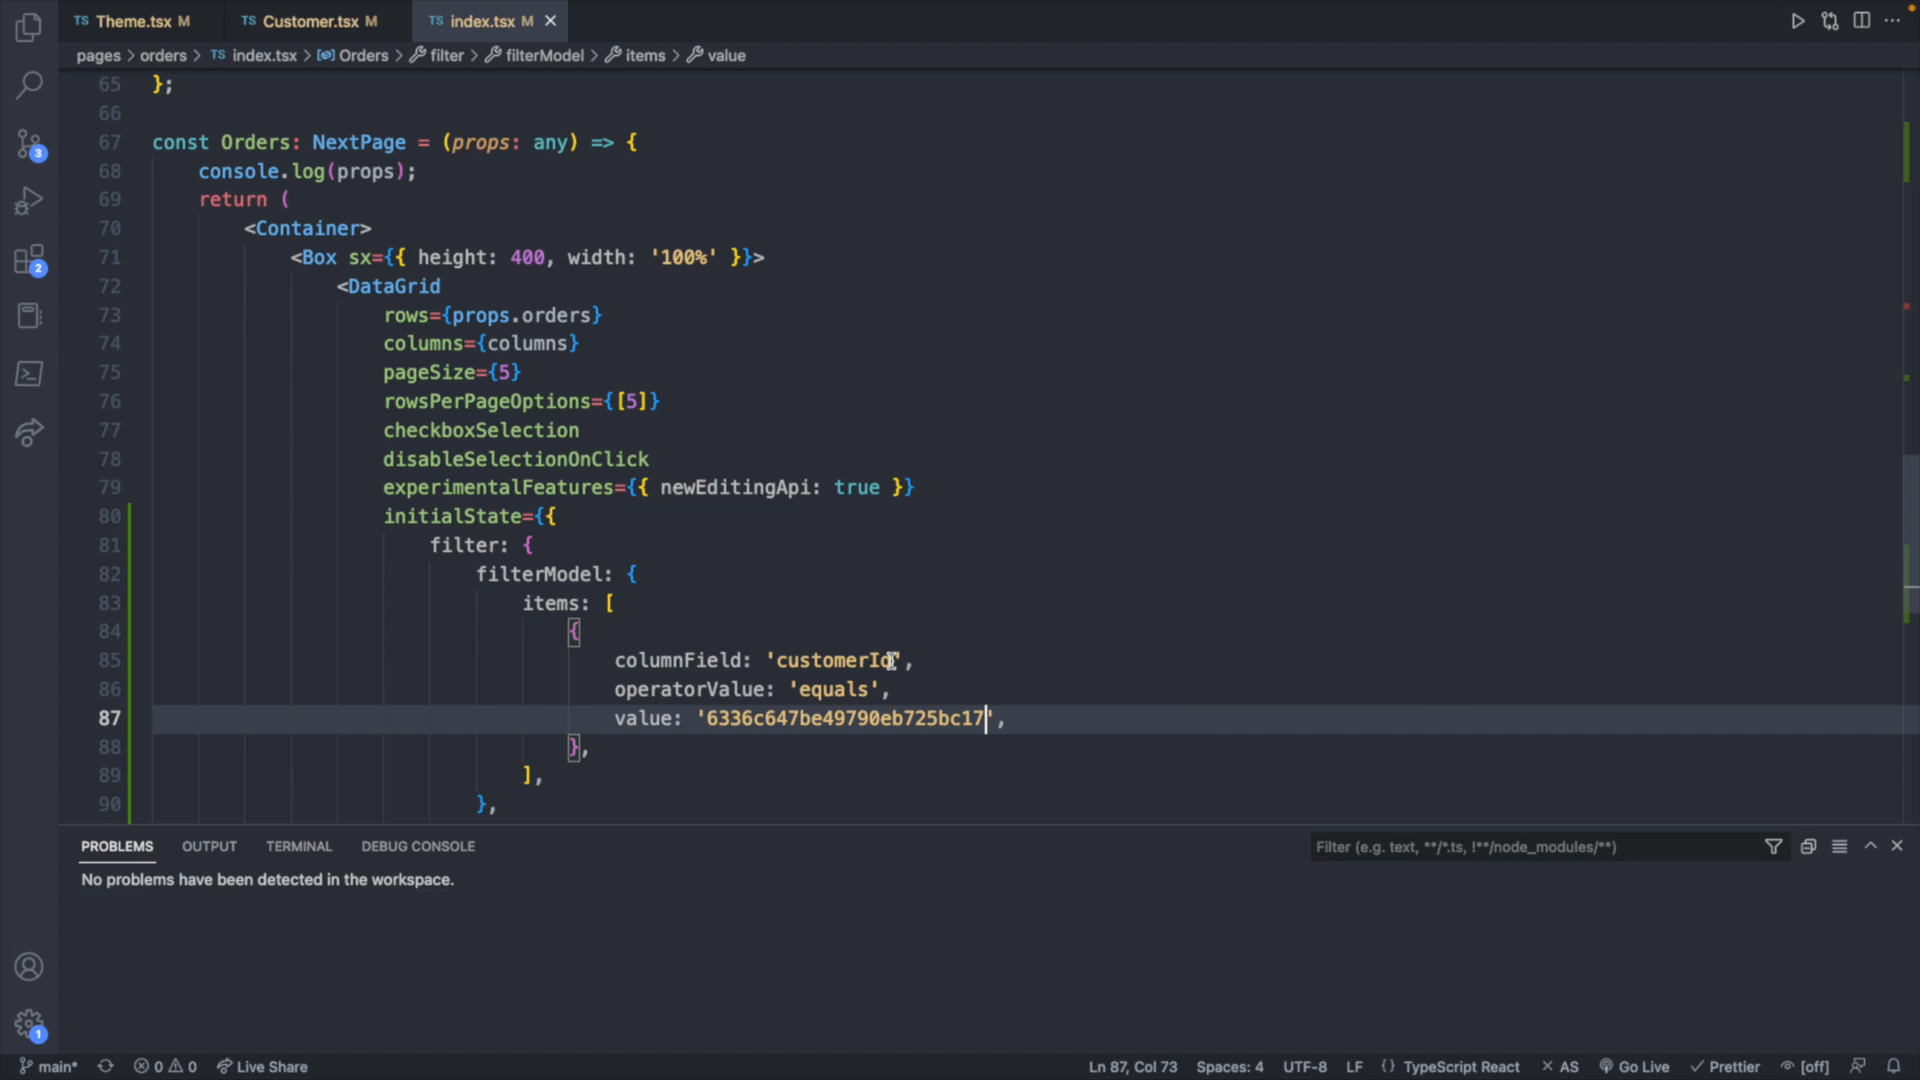 TS Theme.tsx M TS Customer.tsx M TS index.tsx M
pages > orders > TS index.tsx > Orders > filter > filterModel > items > value
65 };
66
67 const Orders: NextPage = (props: any) => {
68 console.log(props);
69 return (
70 <Container>
71 <Box sx={{ height: 400, width: '100%' }}>
72 <DataGrid
73 rows={props.orders}
74 columns={columns}
75 pageSize={5}
76 rowsPerPageOptions={[5]}
77 checkboxSelection
78 disableSelectionOnClick
79 experimentalFeatures={{ newEditingApi: true }}
80 initialState={{
81 filter: {
82 filterModel: {
83 items: [
84 {
85 columnField: 'customerId',
86 operatorValue: 'equals',
87 value: '6336c647be49790eb725bc17',
88 },
89 ],
90 },
3
2
1
PROBLEMS OUTPUT TERMINAL DEBUG CONSOLE Filter (e.g. text, **/*.ts, !**/node_modules/**)
No problems have been detected in the workspace.
main* 0 0 Live Share Ln 87, Col 73 Spaces: 4 UTF-8 LF {} TypeScript React AS Go Live Prettier [off]